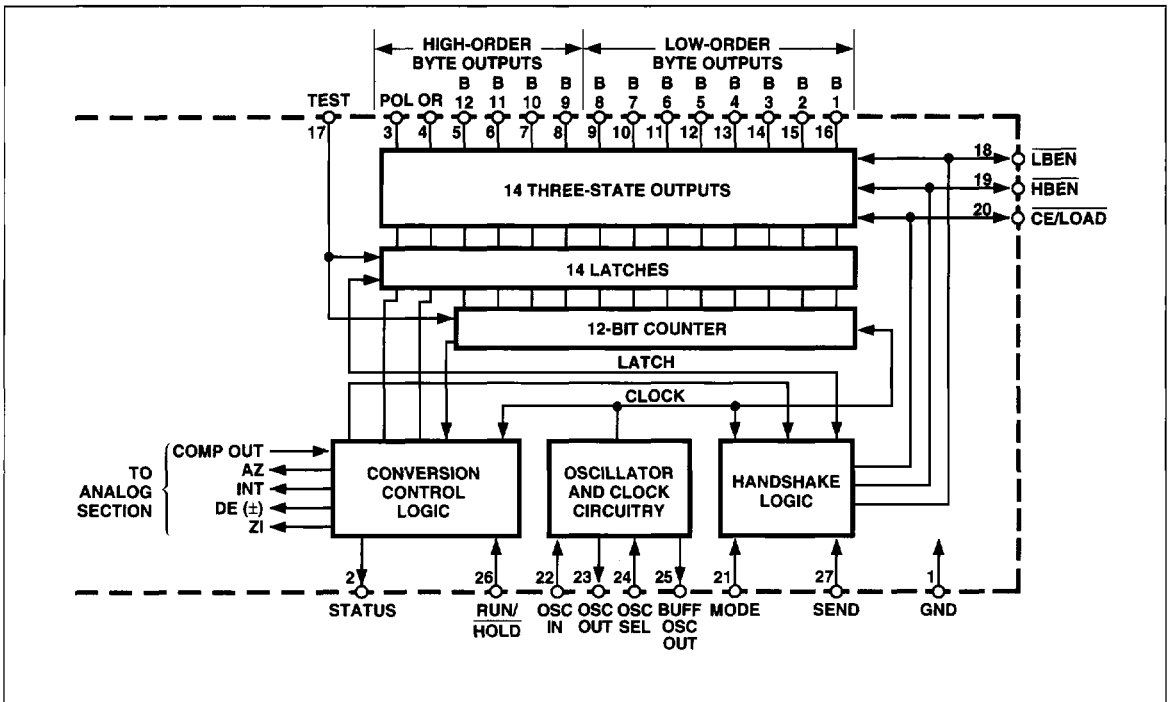 HIGH-ORDER
BYTE OUTPUTS
LOW-ORDER
BYTE OUTPUTS
B B B B B B B B B B B B
TEST POL OR 12 11 10 9 8 7 6 5 4 3 2 1
17 3 4 5 6 7 8 9 10 11 12 13 14 15 16
14 THREE-STATE OUTPUTS
18 LBEN
19 HBEN
20 CE/LOAD
14 LATCHES
12-BIT COUNTER
LATCH
CLOCK
TO
ANALOG
SECTION
COMP OUT
AZ
INT
DE (±)
ZI
CONVERSION
CONTROL
LOGIC
OSCILLATOR
AND CLOCK
CIRCUITRY
HANDSHAKE
LOGIC
2 26 22 23 24 25 21 27 1
STATUS
RUN/
HOLD
OSC
IN
OSC
OUT
OSC
SEL
BUFF
OSC
OUT
MODE
SEND
GND